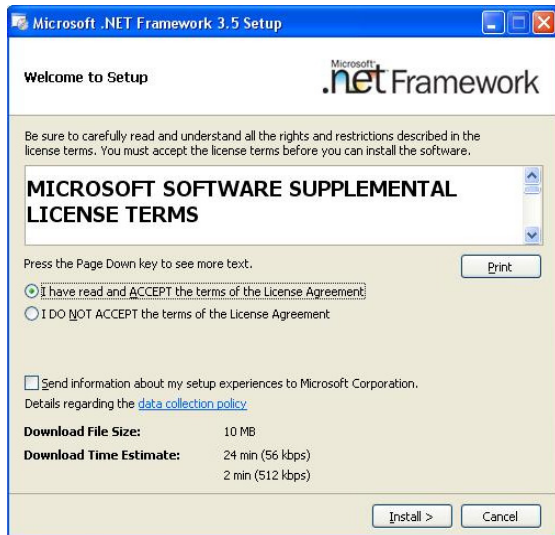 Microsoft .NET Framework 3.5 Setup
Welcome to Setup
Microsoft
.net Framework
Be sure to carefully read and understand all the rights and restrictions described in the
license terms. You must accept the license terms before you can install the software.
MICROSOFT SOFTWARE SUPPLEMENTAL
LICENSE TERMS
Press the Page Down key to see more text.
Print
I have read and ACCEPT the terms of the License Agreement
I DO NOT ACCEPT the terms of the License Agreement
Send information about my setup experiences to Microsoft Corporation.
Details regarding the data collection policy
Download File Size: 10 MB
Download Time Estimate: 24 min (56 kbps)
2 min (512 kbps)
Install > Cancel